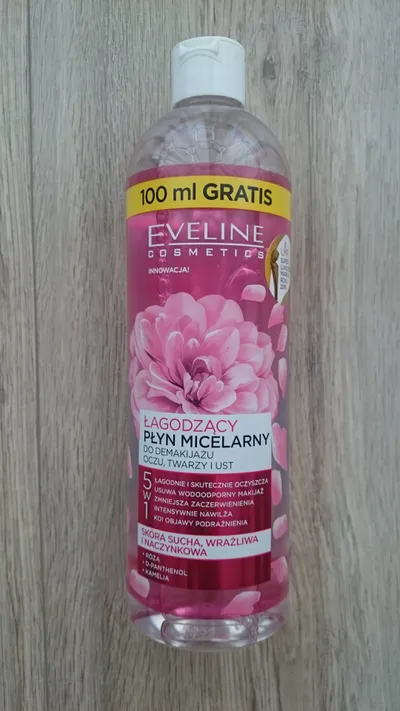 100 ml GRATIS
EVELINE
COSMETICS
INNOWACJA!
ŁAGODZĄCY
PŁYN MICELARNY
DO DEMAKIJAŻU
OCZU, TWARZY I UST
5 W 1
ŁAGODNIE I SKUTECZNIE OCZYSZCZA
USUWA WODOODPORNY MAKIJAŻ
ZMNIEJSZA ZACZERWIENIENIA
INTENSYWNIE NAWILŻA
KOI OBJAWY PODRAŻNIENIA
SKÓRA SUCHA, WRAŻLIWA
I NACZYNKOWA
• RÓŻA
• D-PANTHENOL
• KAMELIA